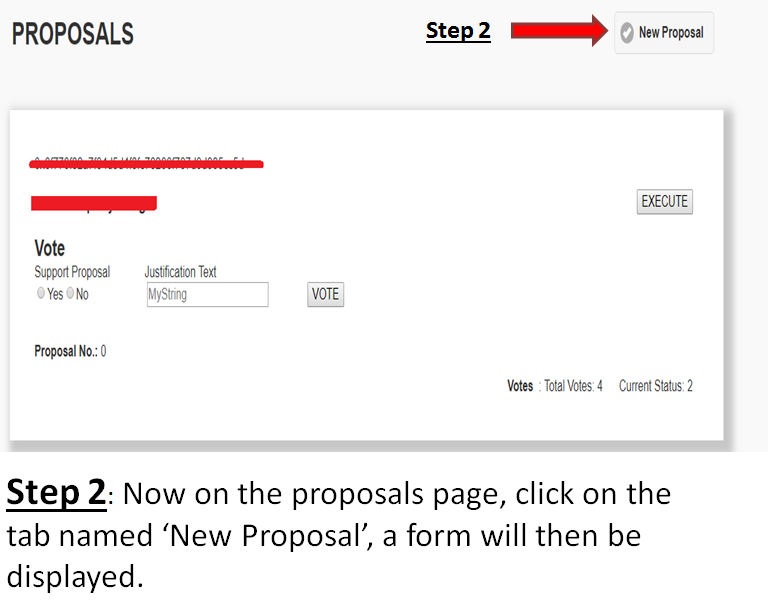 PROPOSALS
Step 2
New Proposal
EXECUTE
Vote
Support Proposal Justification Text
Yes No MyString VOTE
Proposal No.: 0
Votes : Total Votes: 4 Current Status: 2
Step 2: Now on the proposals page, click on the
tab named ‘New Proposal’, a form will then be
displayed.